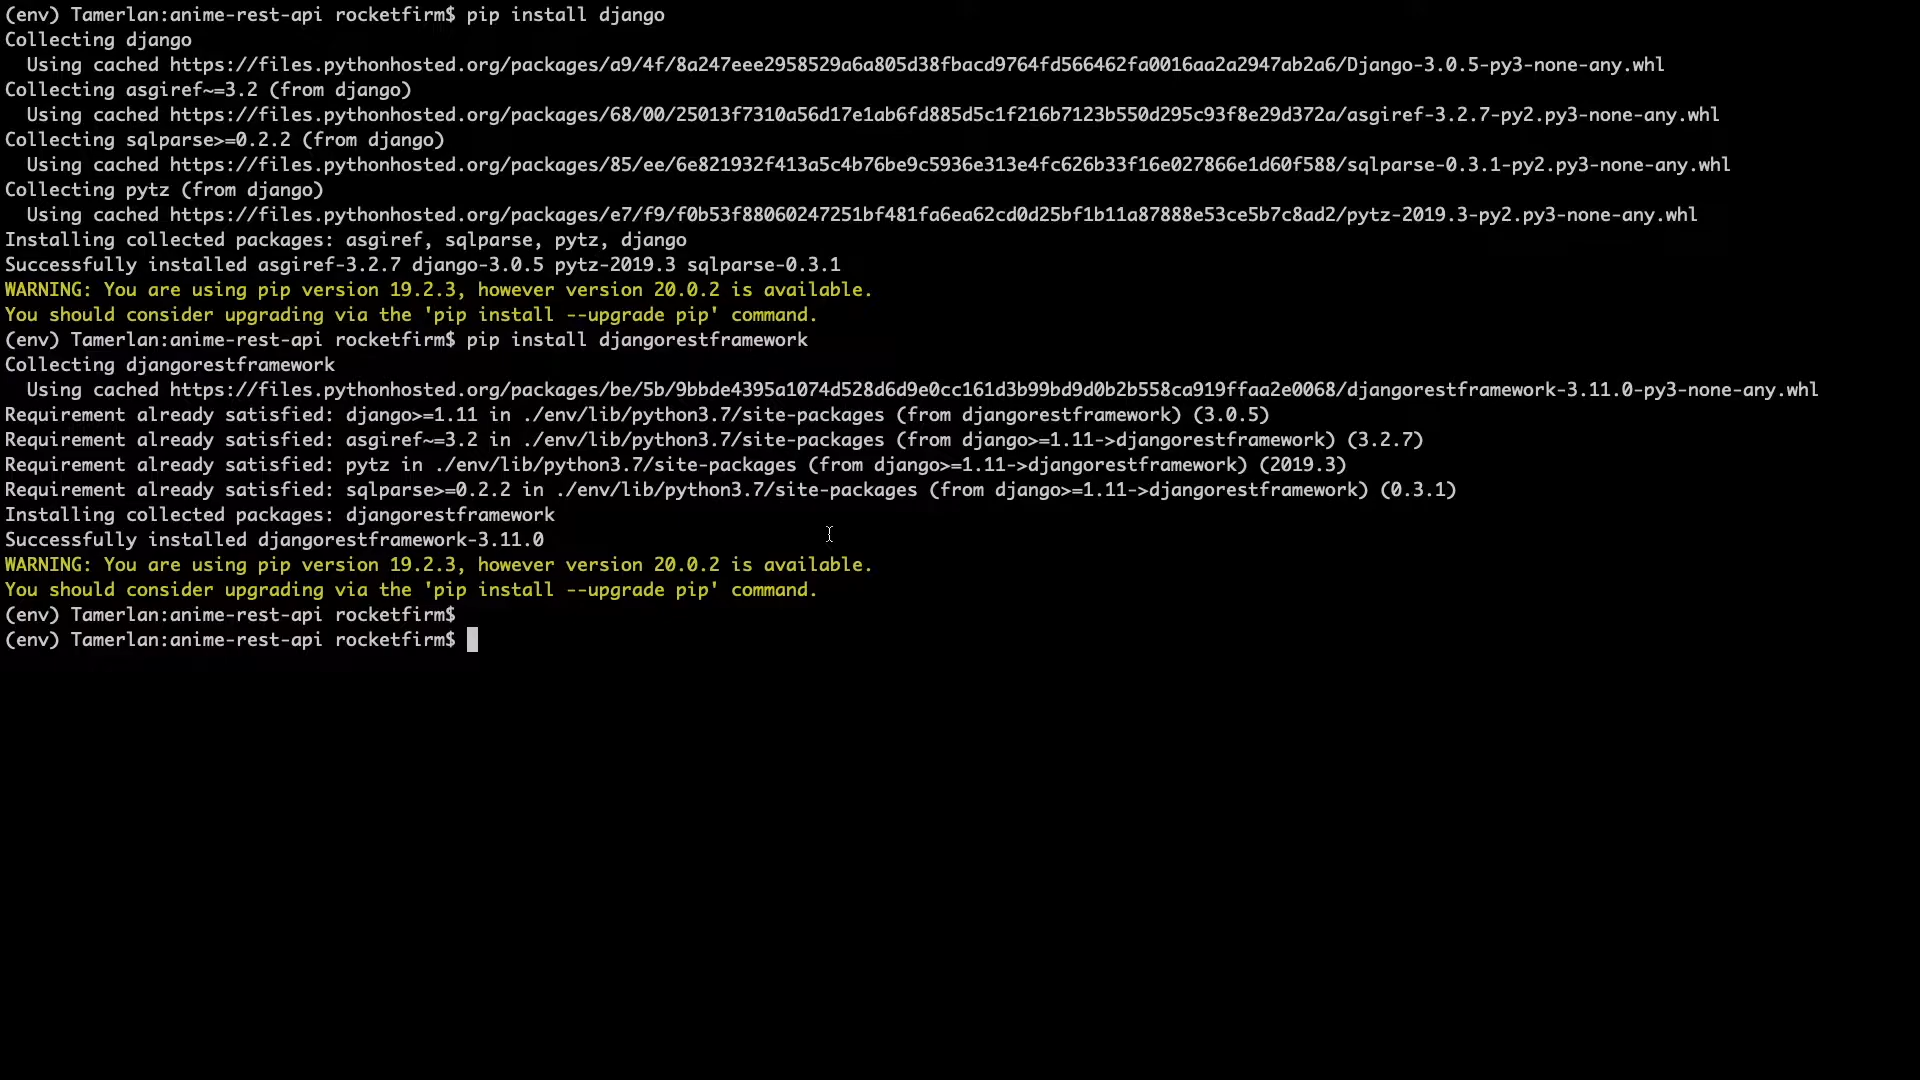 (env) Tamerlan:anime-rest-api rocketfirm$ pip install django
Collecting django
  Using cached https://files.pythonhosted.org/packages/a9/4f/8a247eee2958529a6a805d38fbacd9764fd566462fa0016aa2a2947ab2a6/Django-3.0.5-py3-none-any.whl
Collecting asgiref~=3.2 (from django)
  Using cached https://files.pythonhosted.org/packages/68/00/25013f7310a56d17e1ab6fd885d5c1f216b7123b550d295c93f8e29d372a/asgiref-3.2.7-py2.py3-none-any.whl
Collecting sqlparse>=0.2.2 (from django)
  Using cached https://files.pythonhosted.org/packages/85/ee/6e821932f413a5c4b76be9c5936e313e4fc626b33f16e027866e1d60f588/sqlparse-0.3.1-py2.py3-none-any.whl
Collecting pytz (from django)
  Using cached https://files.pythonhosted.org/packages/e7/f9/f0b53f88060247251bf481fa6ea62cd0d25bf1b11a87888e53ce5b7c8ad2/pytz-2019.3-py2.py3-none-any.whl
Installing collected packages: asgiref, sqlparse, pytz, django
Successfully installed asgiref-3.2.7 django-3.0.5 pytz-2019.3 sqlparse-0.3.1
WARNING: You are using pip version 19.2.3, however version 20.0.2 is available.
You should consider upgrading via the 'pip install --upgrade pip' command.
(env) Tamerlan:anime-rest-api rocketfirm$ pip install djangorestframework
Collecting djangorestframework
  Using cached https://files.pythonhosted.org/packages/be/5b/9bbde4395a1074d528d6d9e0cc161d3b99bd9d0b2b558ca919ffaa2e0068/djangorestframework-3.11.0-py3-none-any.whl
Requirement already satisfied: django>=1.11 in ./env/lib/python3.7/site-packages (from djangorestframework) (3.0.5)
Requirement already satisfied: asgiref~=3.2 in ./env/lib/python3.7/site-packages (from django>=1.11->djangorestframework) (3.2.7)
Requirement already satisfied: pytz in ./env/lib/python3.7/site-packages (from django>=1.11->djangorestframework) (2019.3)
Requirement already satisfied: sqlparse>=0.2.2 in ./env/lib/python3.7/site-packages (from django>=1.11->djangorestframework) (0.3.1)
Installing collected packages: djangorestframework
Successfully installed djangorestframework-3.11.0
WARNING: You are using pip version 19.2.3, however version 20.0.2 is available.
You should consider upgrading via the 'pip install --upgrade pip' command.
(env) Tamerlan:anime-rest-api rocketfirm$
(env) Tamerlan:anime-rest-api rocketfirm$